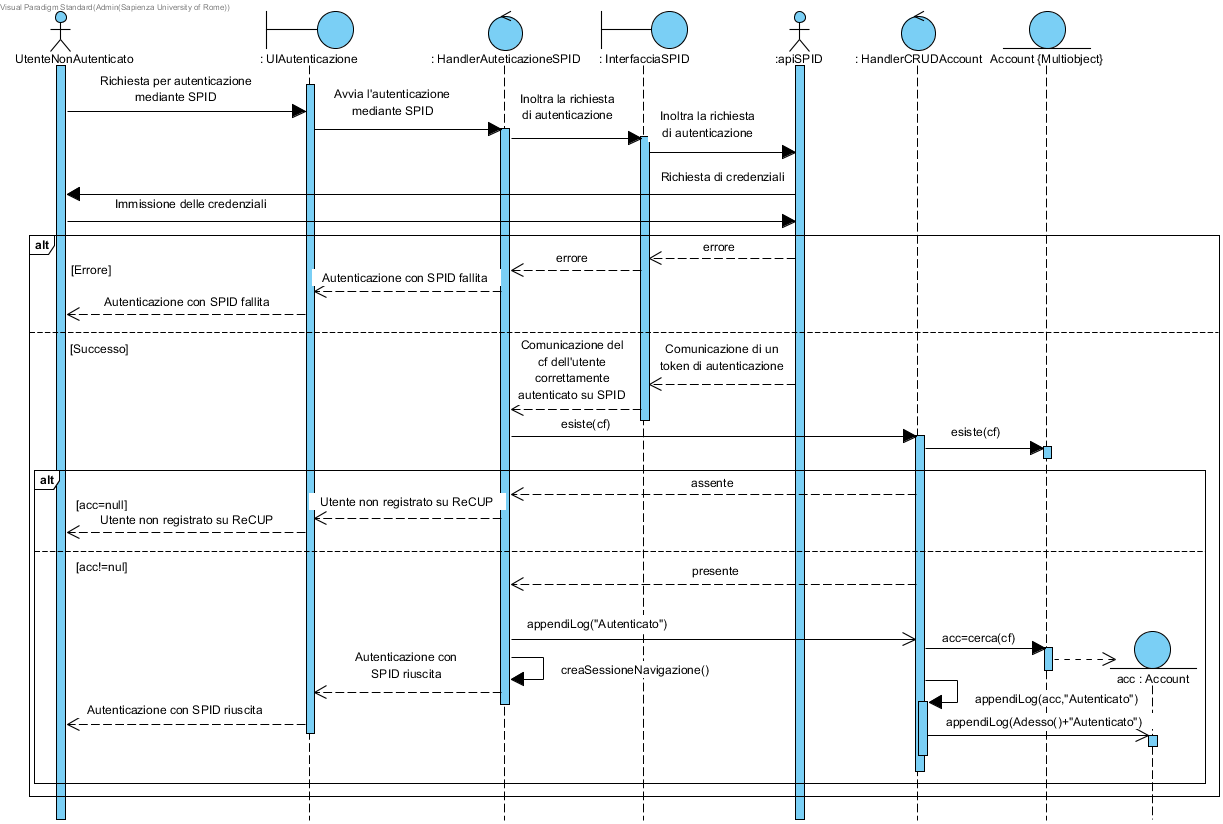 Visual Paradigm Standard(Admin(Sapienza University of Rome))
UtenteNonAutenticato
: UIAutenticazione
: HandlerAuteticazioneSPID
: InterfacciaSPID
:apiSPID
: HandlerCRUDAccount
Account {Multiobject}
Richiesta per autenticazione
mediante SPID
Avvia l'autenticazione
mediante SPID
Inoltra la richiesta
di autenticazione
Inoltra la richiesta
di autenticazione
Richiesta di credenziali
Immissione delle credenziali
alt
[Errore]
errore
errore
Autenticazione con SPID fallita
Autenticazione con SPID fallita
[Successo]
Comunicazione di un
token di autenticazione
Comunicazione del
cf dell'utente
correttamente
autenticato su SPID
esiste(cf)
esiste(cf)
alt
[acc=null]
assente
Utente non registrato su ReCUP
Utente non registrato su ReCUP
[acc!=nul]
presente
appendiLog("Autenticato")
acc=cerca(cf)
acc : Account
creaSessioneNavigazione()
Autenticazione con
SPID riuscita
appendiLog(acc,"Autenticato")
Autenticazione con SPID riuscita
appendiLog(Adesso()+"Autenticato")